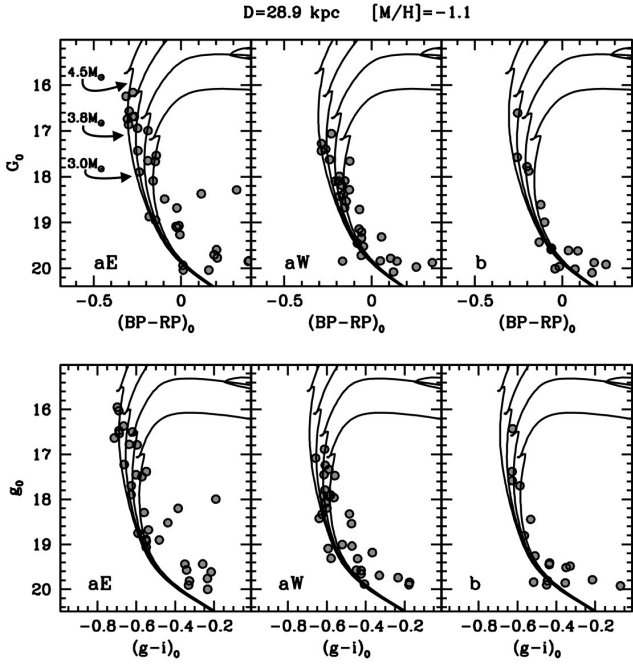 D=28.9 kpc [M/H]=−1.1
16
17
18
19
20
G₀
4.5M⊙
3.8M⊙
3.0M⊙
aE
aW
b
−0.5 0 −0.5 0 −0.5 0
(BP−RP)₀ (BP−RP)₀ (BP−RP)₀
16
17
18
19
20
g₀
aE
aW
b
−0.8 −0.6 −0.4 −0.2 −0.8 −0.6 −0.4 −0.2 −0.8 −0.6 −0.4 −0.2
(g−i)₀ (g−i)₀ (g−i)₀